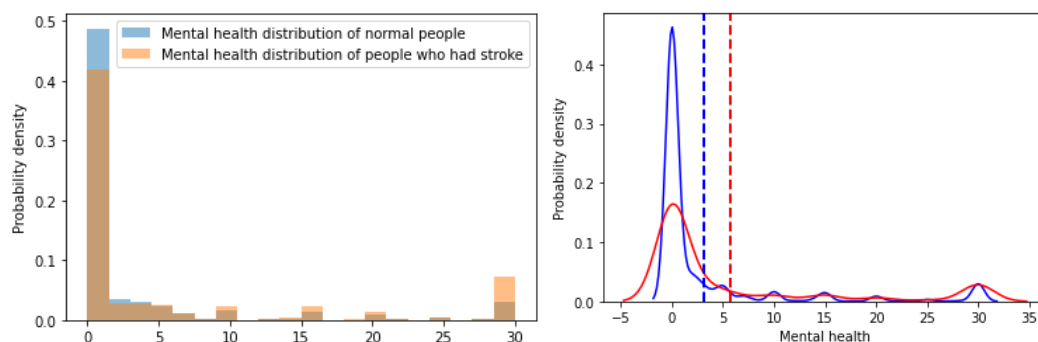 Mental health distribution of normal people
Mental health distribution of people who had stroke
Probability density
0.5
0.4
0.3
0.2
0.1
0.0
0 5 10 15 20 25 30
Probability density
0.4
0.3
0.2
0.1
0.0
−5 0 5 10 15 20 25 30 35
Mental health